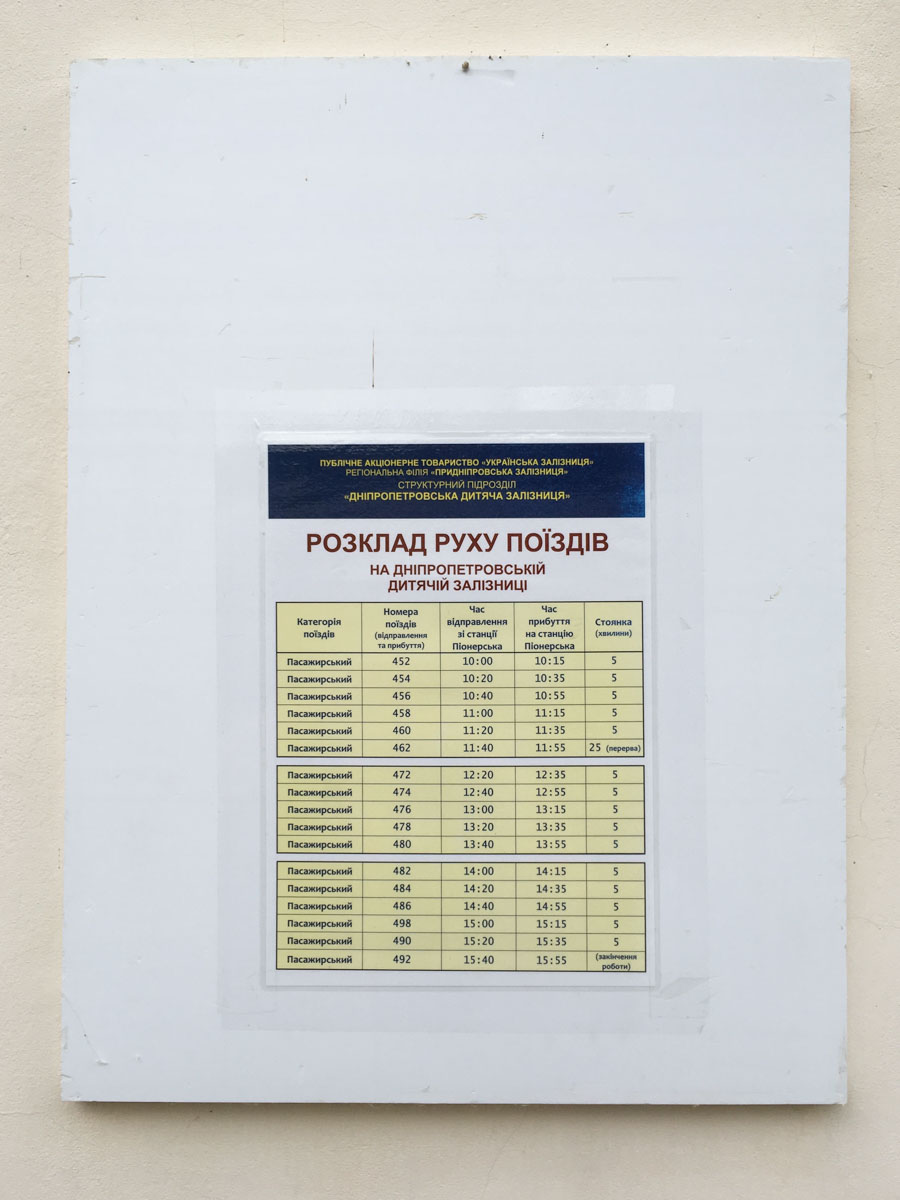 ПУБЛІЧНЕ АКЦІОНЕРНЕ ТОВАРИСТВО «УКРАЇНСЬКА ЗАЛІЗНИЦЯ»
РЕГІОНАЛЬНА ФІЛІЯ «ПРИДНІПРОВСЬКА ЗАЛІЗНИЦЯ»
СТРУКТУРНИЙ ПІДРОЗДІЛ
«ДНІПРОПЕТРОВСЬКА ДИТЯЧА ЗАЛІЗНИЦЯ»
РОЗКЛАД РУХУ ПОЇЗДІВ
НА ДНІПРОПЕТРОВСЬКІЙ
ДИТЯЧІЙ ЗАЛІЗНИЦІ
Категорія
поїздів
Номера
поїздів
(відправлення
та прибуття)
Час
відправлення
зі станції
Піонерська
Час
прибуття
на станцію
Піонерська
Стоянка
(хвилини)
Пасажирський 452 10:00 10:15 5
Пасажирський 454 10:20 10:35 5
Пасажирський 456 10:40 10:55 5
Пасажирський 458 11:00 11:15 5
Пасажирський 460 11:20 11:35 5
Пасажирський 462 11:40 11:55 25 (перерва)
Пасажирський 472 12:20 12:35 5
Пасажирський 474 12:40 12:55 5
Пасажирський 476 13:00 13:15 5
Пасажирський 478 13:20 13:35 5
Пасажирський 480 13:40 13:55 5
Пасажирський 482 14:00 14:15 5
Пасажирський 484 14:20 14:35 5
Пасажирський 486 14:40 14:55 5
Пасажирський 498 15:00 15:15 5
Пасажирський 490 15:20 15:35 5
Пасажирський 492 15:40 15:55 (закінчення
роботи)